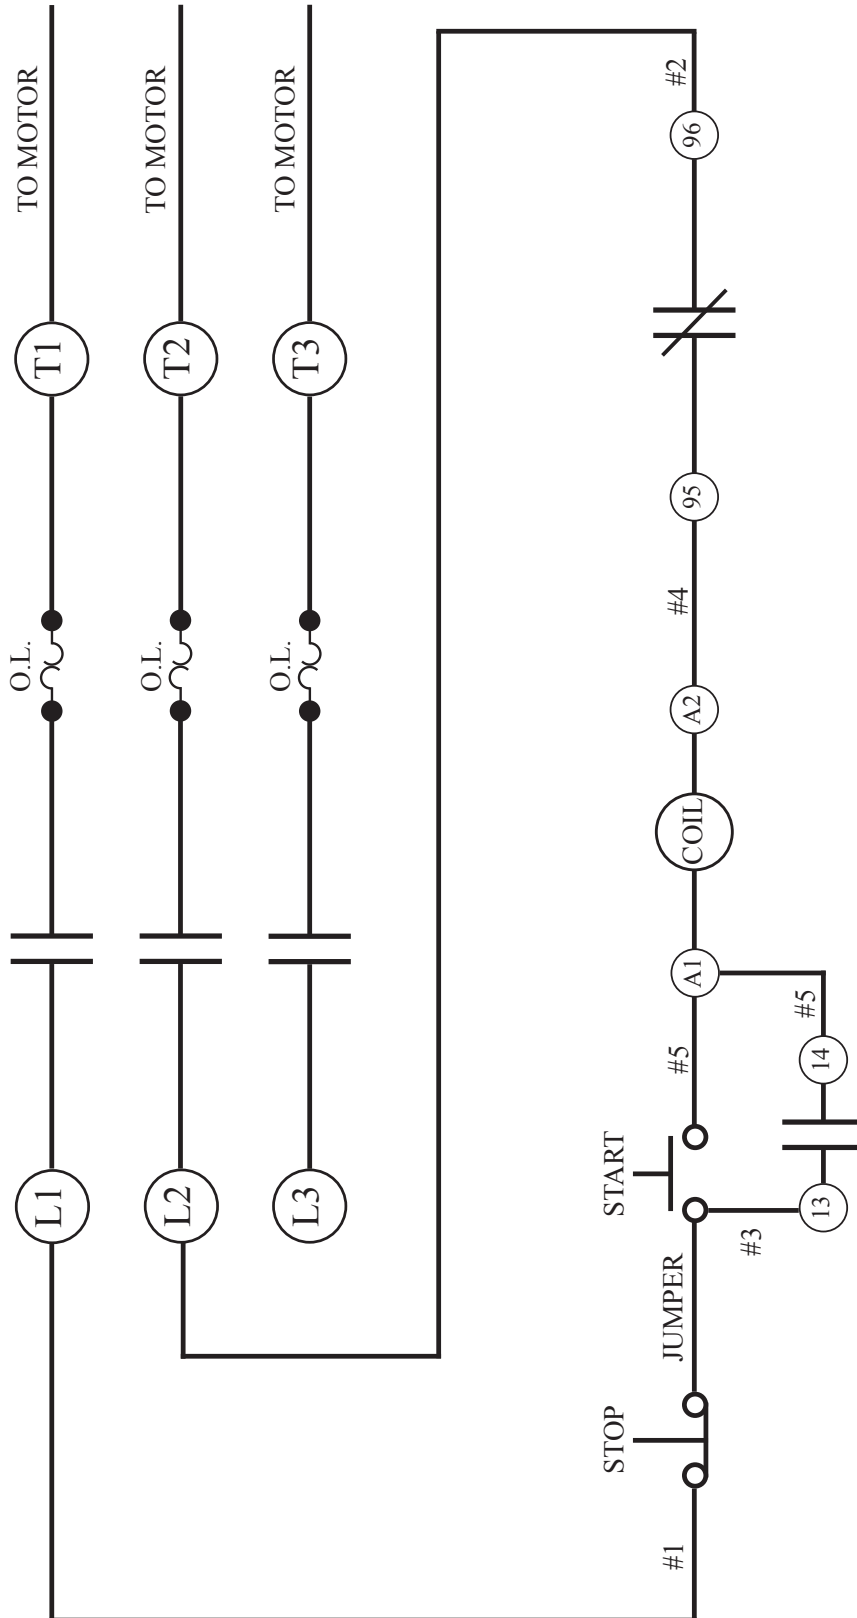 L1
O.L.
T1
TO MOTOR
L2
O.L.
T2
TO MOTOR
L3
O.L.
T3
TO MOTOR
STOP
START
#1
JUMPER
#5
A1
COIL
A2
#4
95
96
#2
#3
13
14
#5